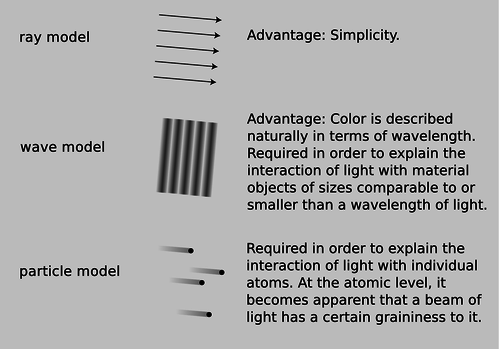 ray model
Advantage: Simplicity.
wave model
Advantage: Color is described
naturally in terms of wavelength.
Required in order to explain the
interaction of light with material
objects of sizes comparable to or
smaller than a wavelength of light.
particle model
Required in order to explain the
interaction of light with individual
atoms. At the atomic level, it
becomes apparent that a beam of
light has a certain graininess to it.